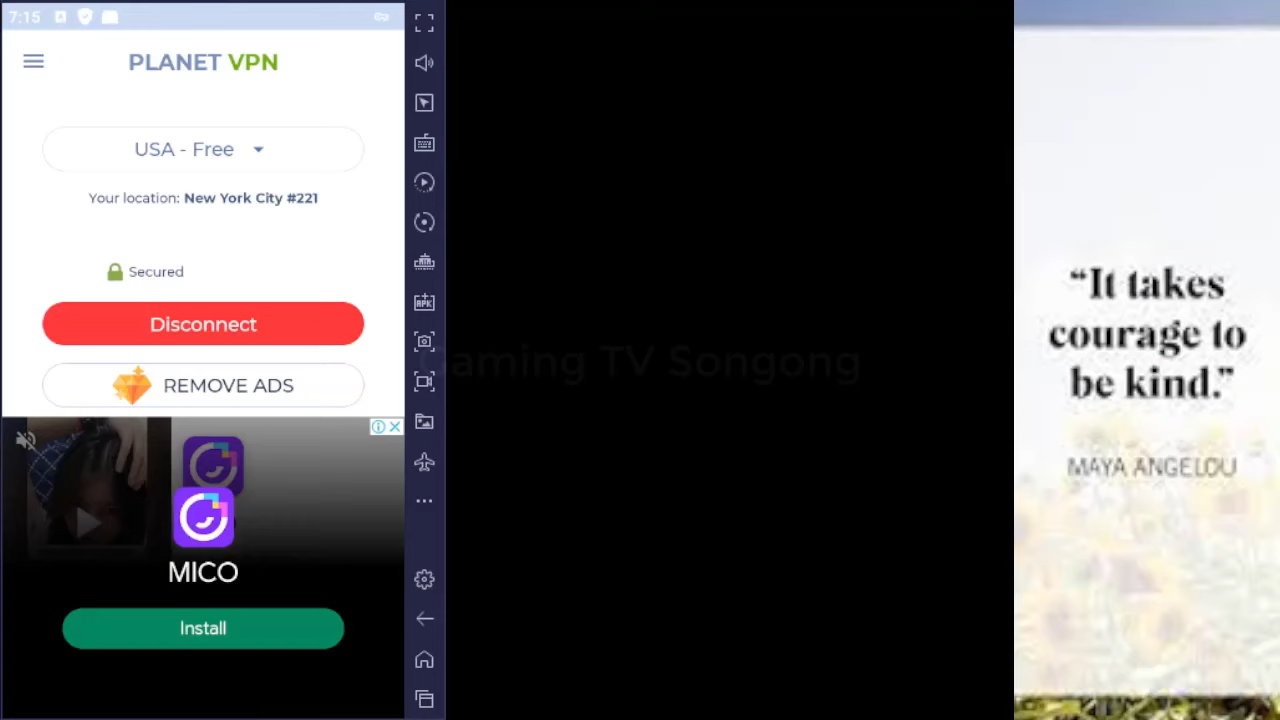 7:15
PLANET VPN
USA - Free
Your location: New York City #221
Secured
Disconnect
REMOVE ADS
MICO
Install
Gaming TV Songong
“It takes
courage to
be kind.”
MAYA ANGELOU